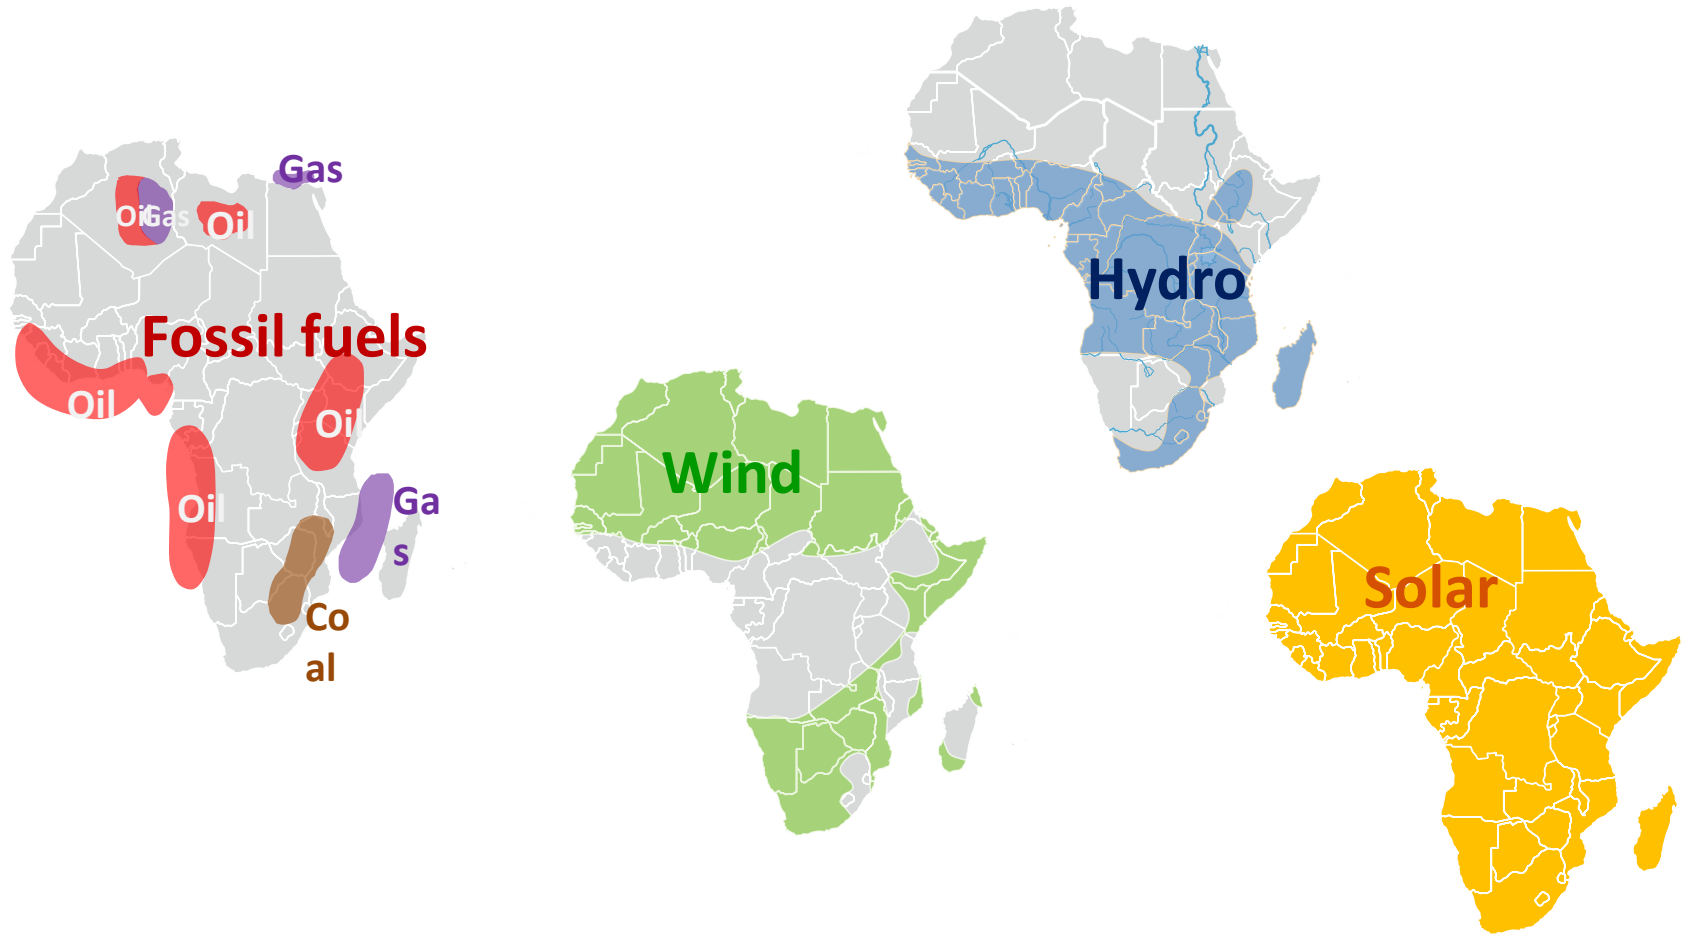 Gas
Oil
Gas
Oil
Fossil fuels
Oil
Oil
Oil
Ga
s
Co
al
Wind
Hydro
Solar